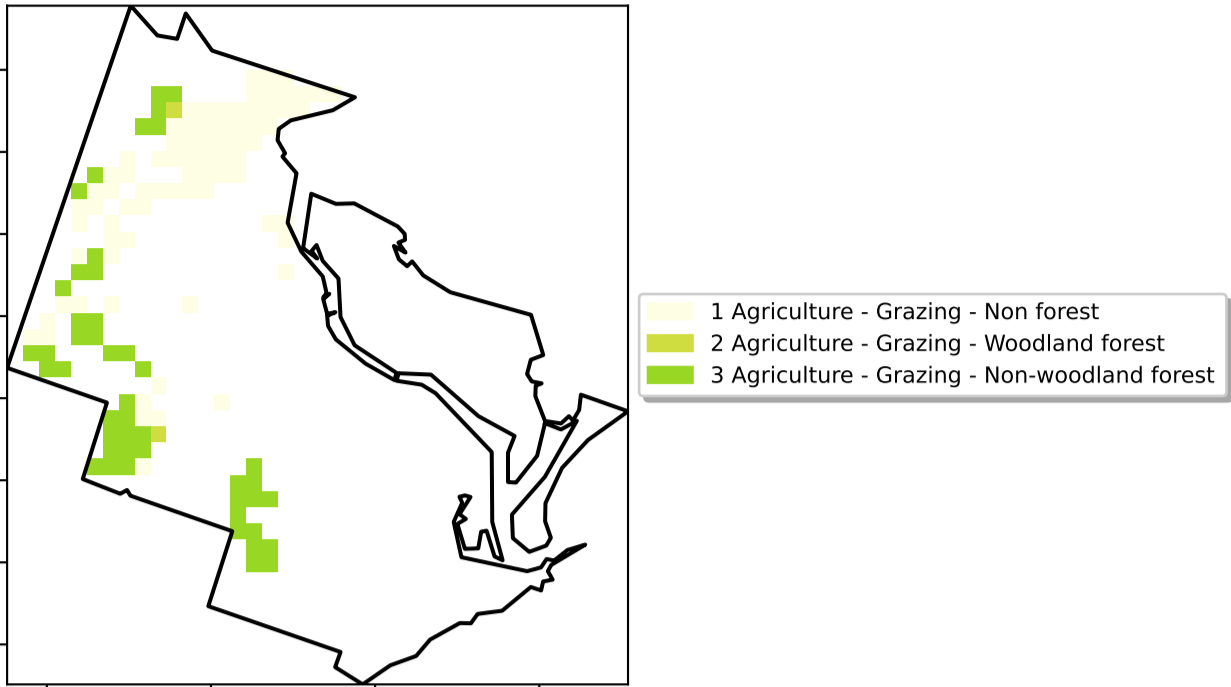 1 Agriculture - Grazing - Non forest
2 Agriculture - Grazing - Woodland forest
3 Agriculture - Grazing - Non-woodland forest